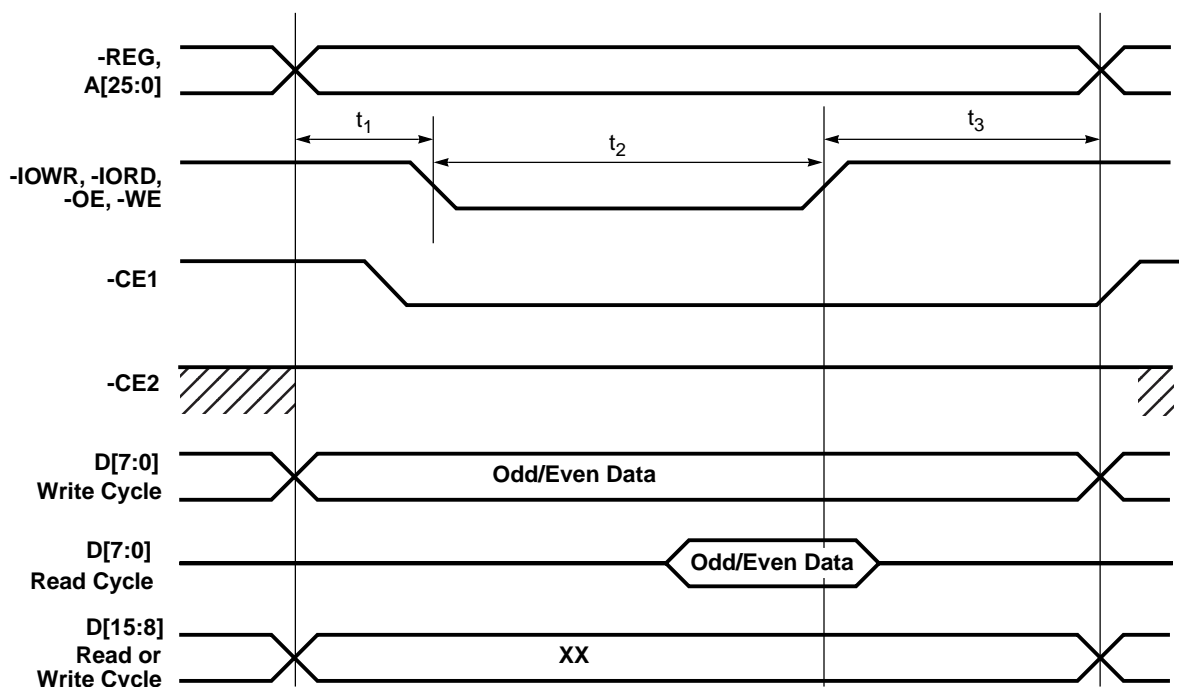 -REG,
A[25:0]
t1
t2
t3
-IOWR, -IORD,
-OE, -WE
-CE1
-CE2
D[7:0]
Write Cycle
Odd/Even Data
D[7:0]
Read Cycle
Odd/Even Data
D[15:8]
Read or
Write Cycle
XX